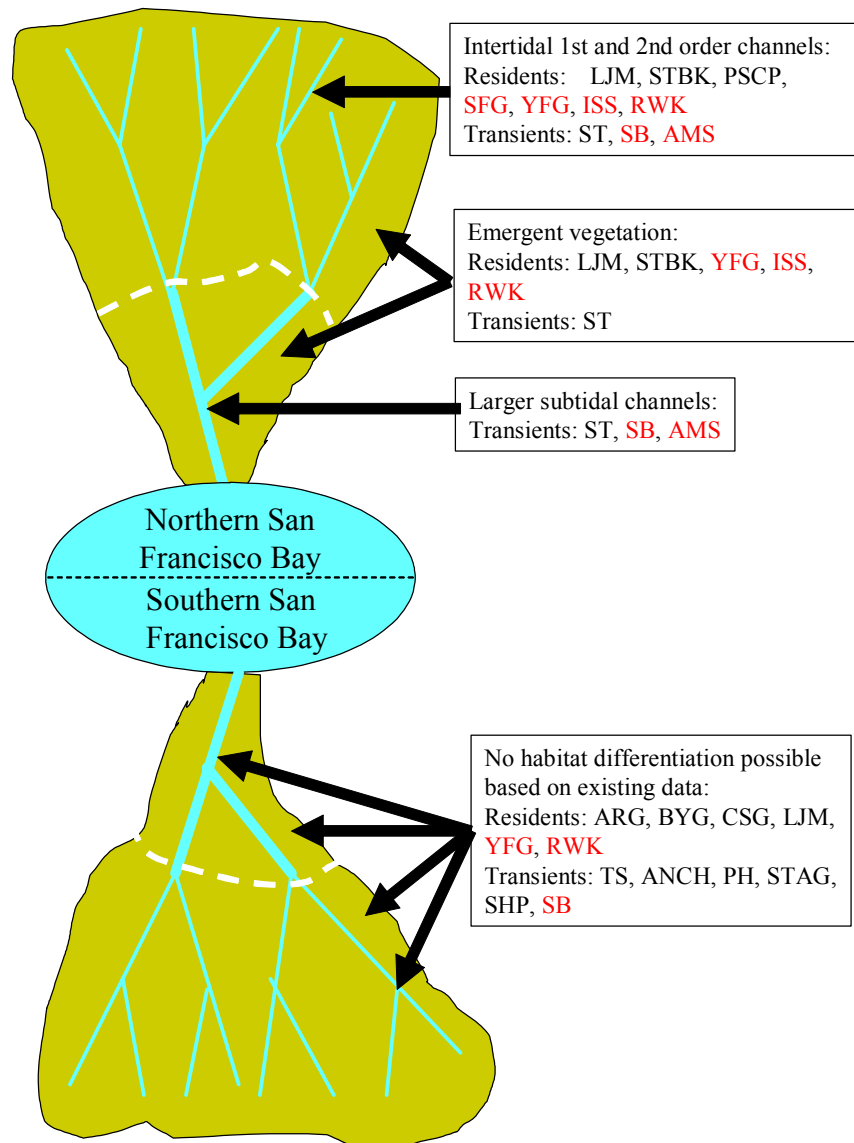 Intertidal 1st and 2nd order channels:
Residents: LJM, STBK, PSCP,
SFG, YFG, ISS, RWK
Transients: ST, SB, AMS
Emergent vegetation:
Residents: LJM, STBK, YFG, ISS,
RWK
Transients: ST
Larger subtidal channels:
Transients: ST, SB, AMS
Northern San
Francisco Bay
Southern San
Francisco Bay
No habitat differentiation possible
based on existing data:
Residents: ARG, BYG, CSG, LJM,
YFG, RWK
Transients: TS, ANCH, PH, STAG,
SHP, SB